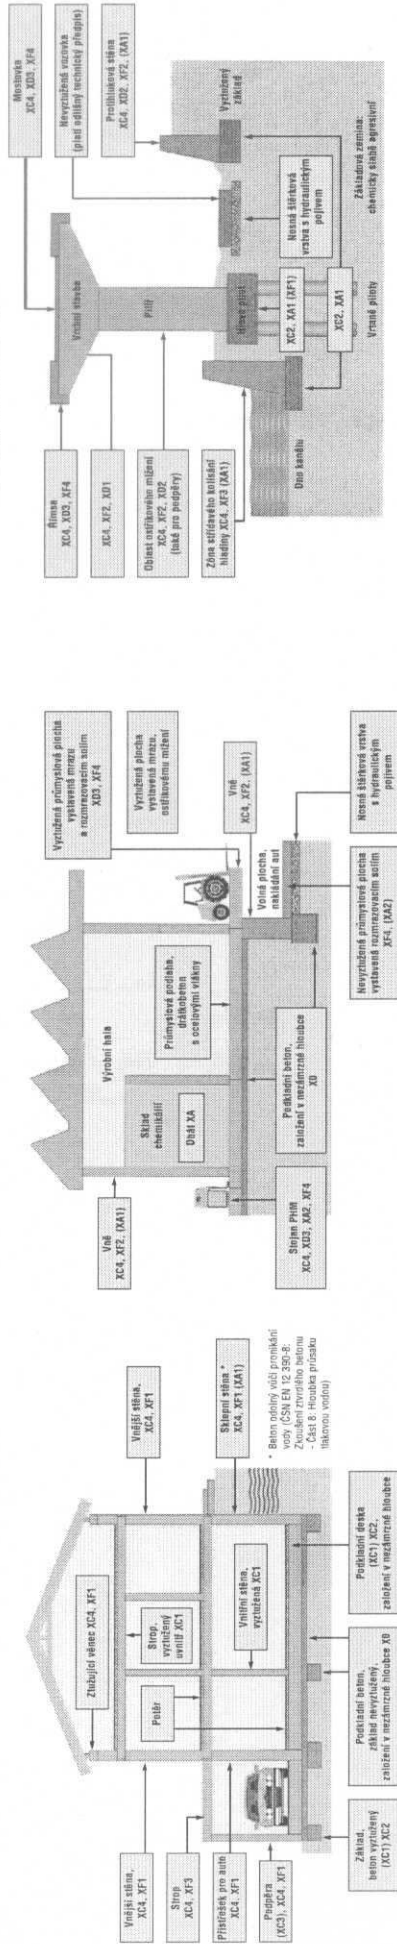 Vnější stěna,
XC4, XF1
Strop
XC4, XF3
Přístřešek pro auto
XC4, XF1
Podpěra
(XC3), XC4, XF1
Základ,
beton vyztužený
(XC1) XC2
Ztužující věnec XC4, XF1
Potěr
Strop,
vyztužený
uvnitř XC1
Vnitřní stěna,
vyztužená XC1
Podkladní beton,
základ nevyztužený,
založení v nezámrzné hloubce X0
Vnější stěna,
XC4, XF1
Sklepní stěna *
XC4, XF1 (XA1)
* Beton odolný vůči pronikání
vody (ČSN EN 12 390-8:
Zkoušení ztvrdlého betonu
- Část 8: Hloubka průsaku
tlakovou vodou)
Podkladní deska
(XC1) XC2,
založení v nezámrzné hloubce
Vně
XC4, XF2, (XA1)
Výrobní hala
Sklad
chemikálií
Obát XA
Průmyslová podlaha,
drátkobeton
s ocelovými vlákny
Stojan PHM
XC4, XD3, XA2, XF4
Podkladní beton,
založení v nezámrzné hloubce
X0
Vyztužená průmyslová plocha
vystavená mrazu
a rozmrazovacím solím
XD3, XF4
Vyztužená plocha
vystavená mrazu,
ostřikovému mížení
Vně
XC4, XF2, (XA1)
Volná plocha,
nakládání aut
Nevyztužená průmyslová plocha
vystavená rozmrazovacím solím
XF4, (XA2)
Nosná štěrková vrstva
s hydraulickým
pojivem
Římsa
XC4, XD3, XF4
XC4, XF2, XD1
Oblast ostřikového mížení
XC4, XF2, XD2
(také pro podpěry)
Zóna střídavého kolísání
hladiny XC4, XF3 (XA1)
Dno kanálu
Vrchní stavba
Pilíř
Hlava pilot
XC2, XA1 (XF1)
XC2, XA1
Vrtané piloty
Mostovka
XC4, XD3, XF4
Nevyztužená vozovka
(platí odlišný technický předpis)
Protihluková stěna
XC4, XD2, XF2, (XA1)
Vyztužený
základ
Nosná štěrková
vrstva s hydraulickým
pojivem
Základová zemina:
chemicky slabě agresivní